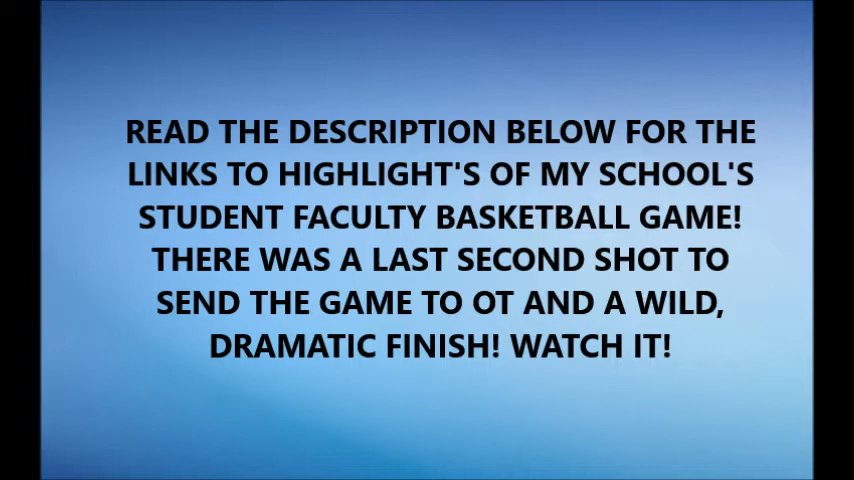 READ THE DESCRIPTION BELOW FOR THE
LINKS TO HIGHLIGHT'S OF MY SCHOOL'S
STUDENT FACULTY BASKETBALL GAME!
THERE WAS A LAST SECOND SHOT TO
SEND THE GAME TO OT AND A WILD,
DRAMATIC FINISH! WATCH IT!